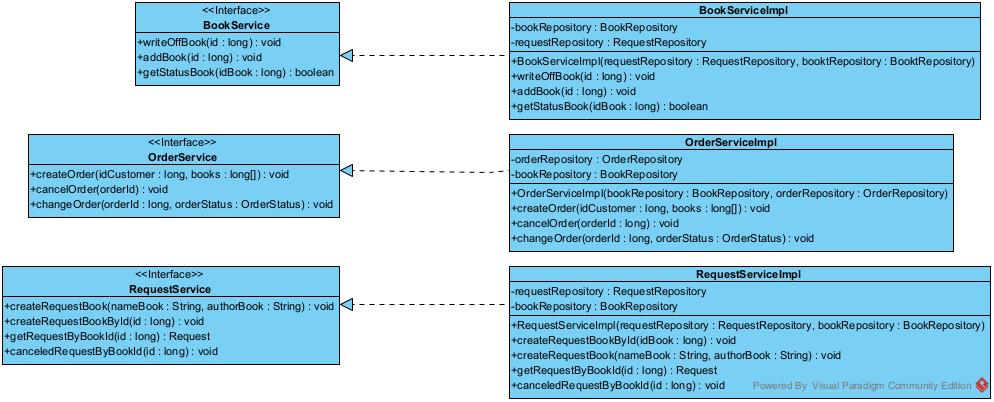 <<Interface>>
BookService
+writeOffBook(id : long) : void
+addBook(id : long) : void
+getStatusBook(idBook : long) : boolean
BookServiceImpl
-bookRepository : BookRepository
-requestRepository : RequestRepository
+BookServiceImpl(requestRepository : RequestRepository, booktRepository : BooktRepository)
+writeOffBook(id : long) : void
+addBook(id : long) : void
+getStatusBook(idBook : long) : boolean
<<Interface>>
OrderService
+createOrder(idCustomer : long, books : long[]) : void
+cancelOrder(orderId) : void
+changeOrder(orderId : long, orderStatus : OrderStatus) : void
OrderServiceImpl
-orderRepository : OrderRepository
-bookRepository : BookRepository
+OrderServiceImpl(bookRepository : BookRepository, orderRepository : OrderRepository)
+createOrder(idCustomer : long, books : long[]) : void
+cancelOrder(orderId : long) : void
+changeOrder(orderId : long, orderStatus : OrderStatus) : void
<<Interface>>
RequestService
+createRequestBook(nameBook : String, authorBook : String) : void
+createRequestBookById(id : long) : void
+getRequestByBookId(id : long) : Request
+canceledRequestByBookId(id : long) : void
RequestServiceImpl
-requestRepository : RequestRepository
-bookRepository : BookRepository
+RequestServiceImpl(requestRepository : RequestRepository, bookRepository : BookRepository)
+createRequestBookById(idBook : long) : void
+createRequestBook(nameBook : String, authorBook : String) : void
+getRequestByBookId(id : long) : Request
+canceledRequestByBookId(id : long) : void
Powered By Visual Paradigm Community Edition